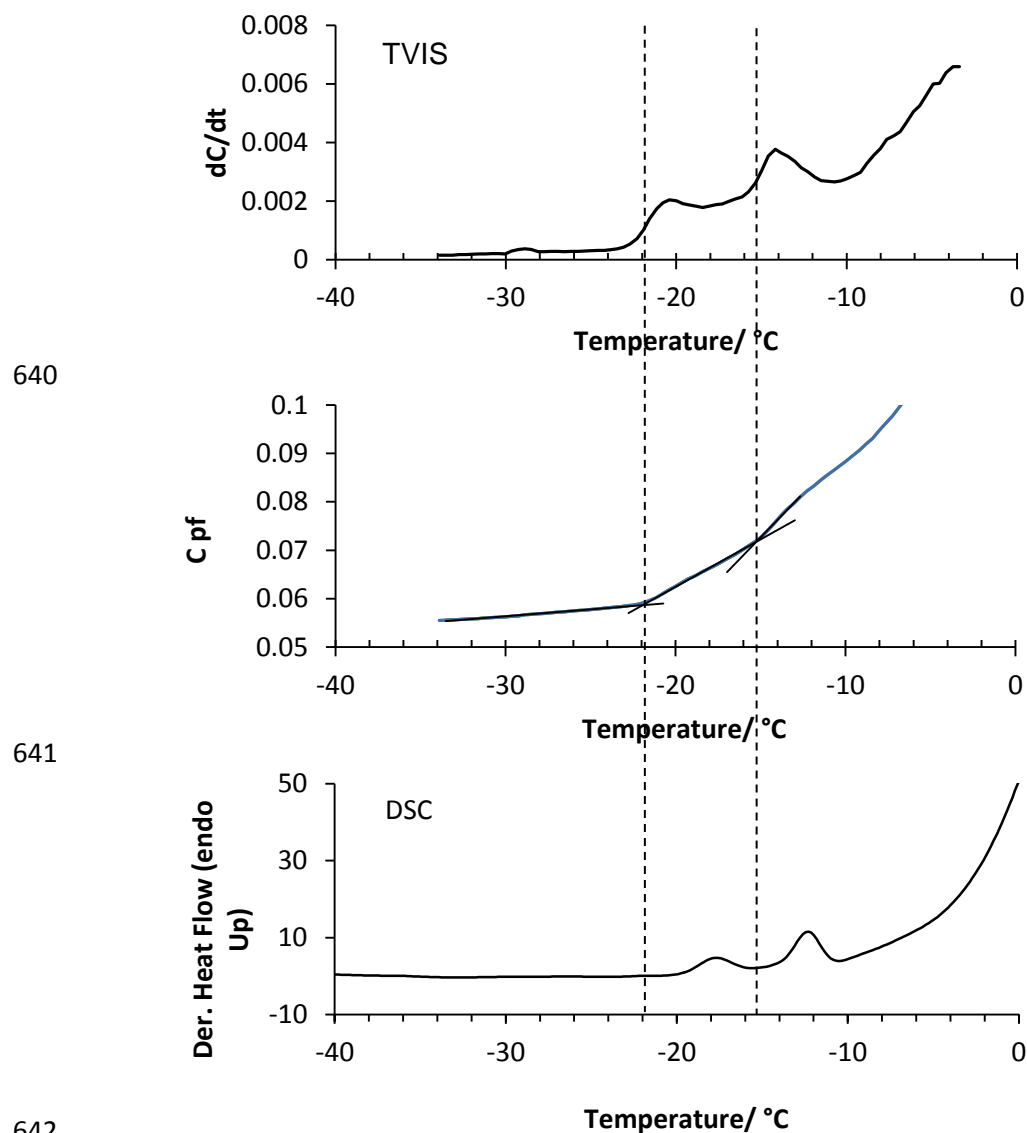 TVIS
dC/dt
0.008
0.006
0.004
0.002
0
-40 -30 -20 -10 0
Temperature/ °C
640
C pf
0.1
0.09
0.08
0.07
0.06
0.05
-40 -30 -20 -10 0
Temperature/ °C
641
DSC
Der. Heat Flow (endo
Up)
50
30
10
-10
-40 -30 -20 -10 0
Temperature/ °C
642